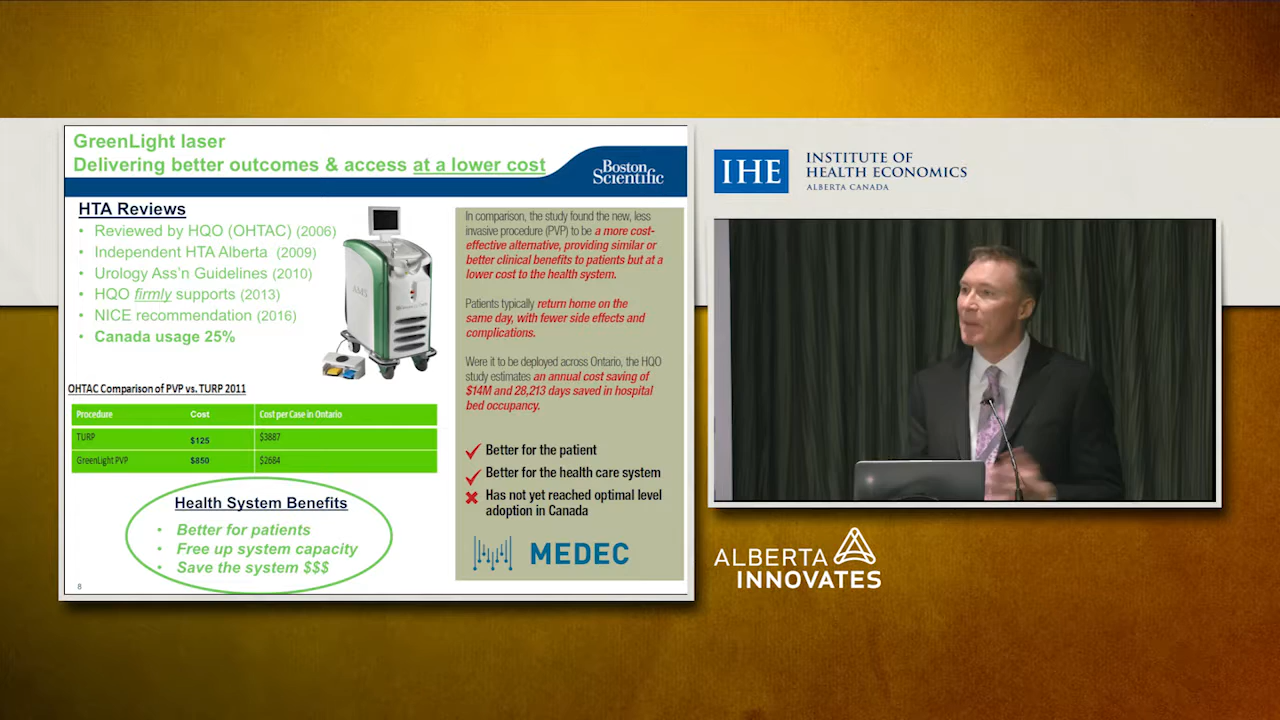 GreenLight laser
Delivering better outcomes & access at a lower cost
Boston
Scientific
HTA Reviews
• Reviewed by HQO (OHTAC) (2006)
• Independent HTA Alberta (2009)
• Urology Ass'n Guidelines (2010)
• HQO firmly supports (2013)
• NICE recommendation (2016)
• Canada usage 25%
AMS
OHTAC Comparison of PVP vs. TURP 2011
Procedure Cost Cost per Case in Ontario
TURP $125 $3887
GreenLight PVP $850 $2684
Health System Benefits
• Better for patients
• Free up system capacity
• Save the system $$$
8
In comparison, the study found the new, less
invasive procedure (PVP) to be a more cost-
effective alternative, providing similar or
better clinical benefits to patients but at a
lower cost to the health system.
Patients typically return home on the
same day, with fewer side effects and
complications.
Were it to be deployed across Ontario, the HQO
study estimates an annual cost saving of
$14M and 28,213 days saved in hospital
bed occupancy.
Better for the patient
Better for the health care system
Has not yet reached optimal level
adoption in Canada
MEDEC
IHE
INSTITUTE OF
HEALTH ECONOMICS
ALBERTA CANADA
ALBERTA
INNOVATES